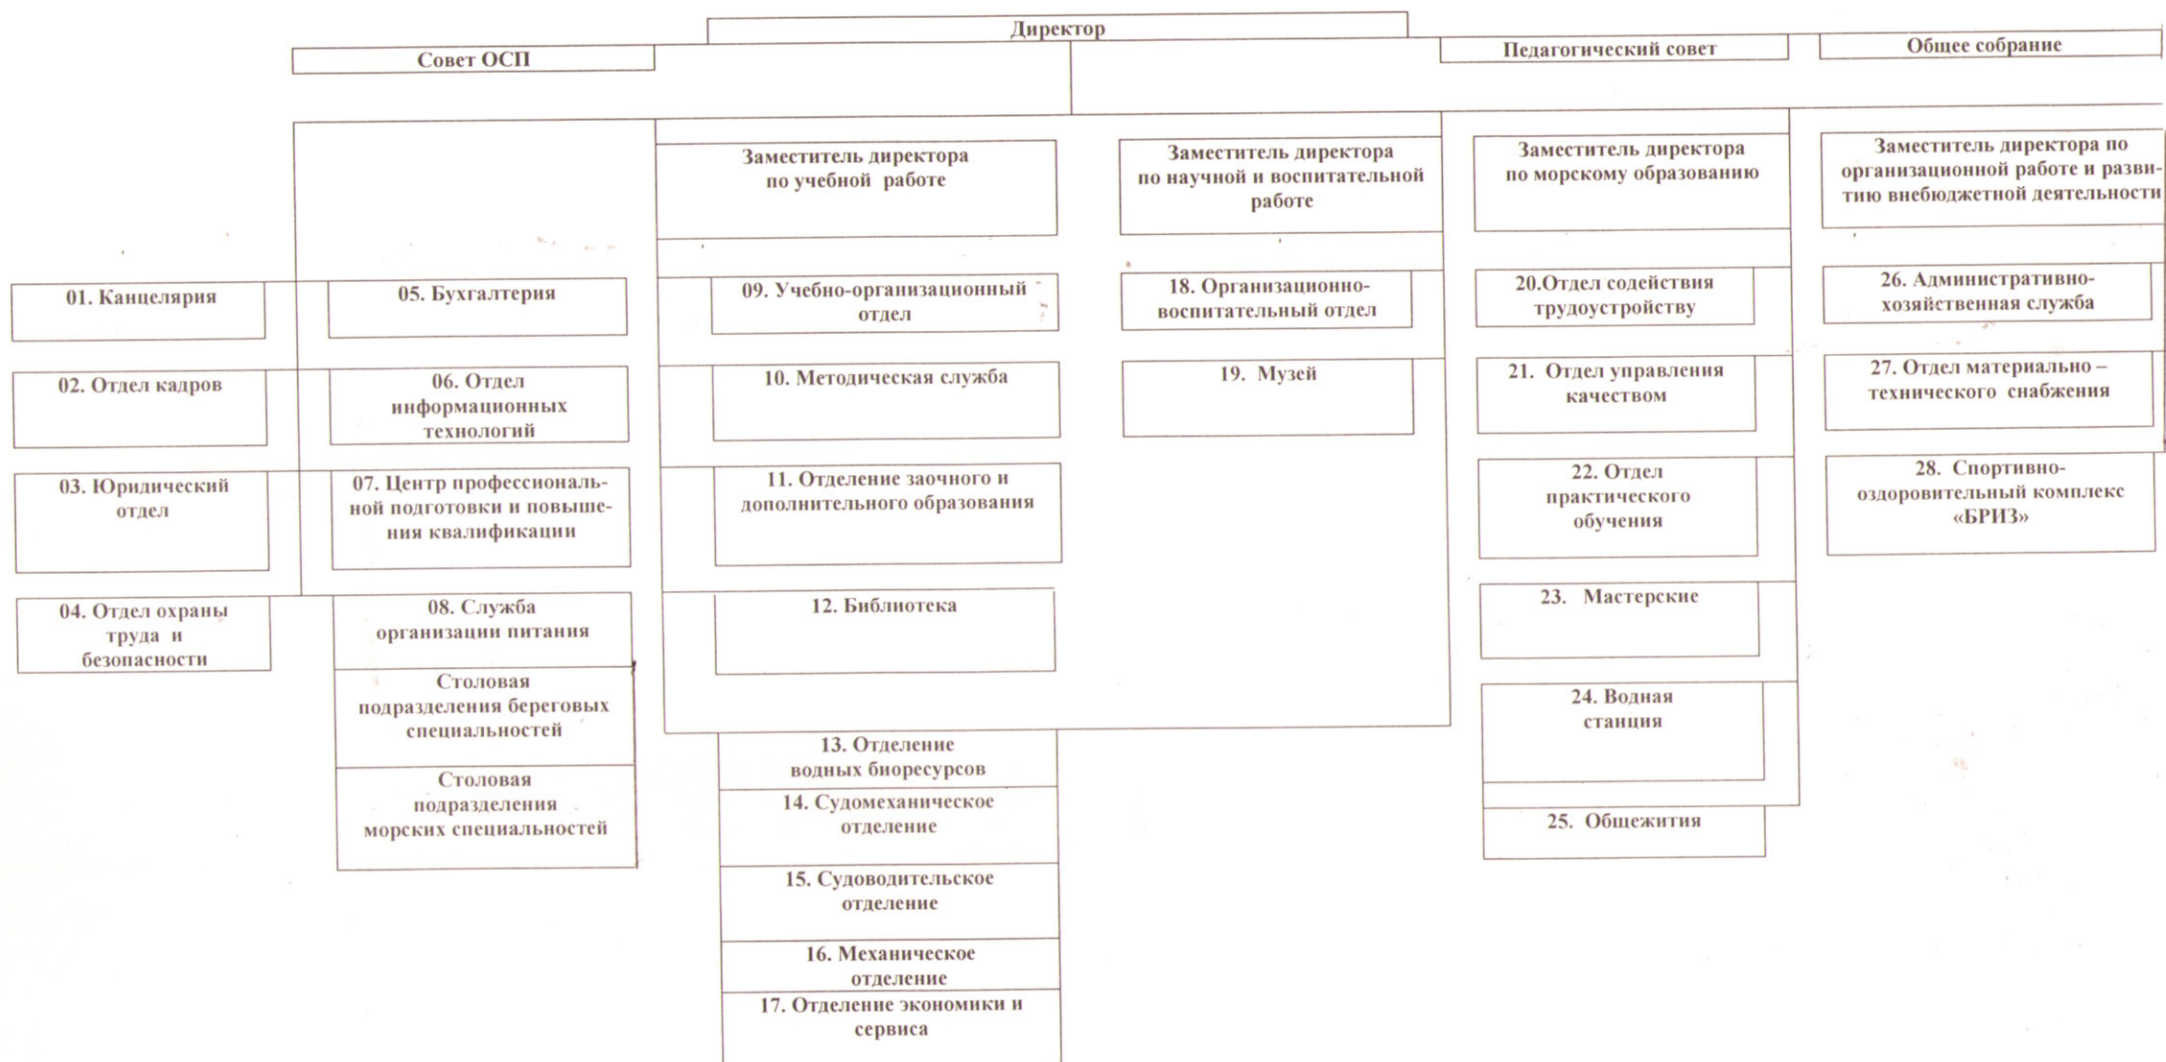 Директор
Совет ОСП
Педагогический совет
Общее собрание
Заместитель директора
по учебной работе
Заместитель директора
по научной и воспитательной
работе
Заместитель директора
по морскому образованию
Заместитель директора по
организационной работе и разви-
тию внебюджетной деятельности
01. Канцелярия
02. Отдел кадров
03. Юридический
отдел
04. Отдел охраны
труда и
безопасности
05. Бухгалтерия
06. Отдел
информационных
технологий
07. Центр профессиональ-
ной подготовки и повыше-
ния квалификации
08. Служба
организации питания
Столовая
подразделения береговых
специальностей
Столовая
подразделения
морских специальностей
09. Учебно-организационный
отдел
10. Методическая служба
11. Отделение заочного и
дополнительного образования
12. Библиотека
13. Отделение
водных биоресурсов
14. Судомеханическое
отделение
15. Судоводительское
отделение
16. Механическое
отделение
17. Отделение экономики и
сервиса
18. Организационно-
воспитательный отдел
19. Музей
20.Отдел содействия
трудоустройству
21. Отдел управления
качеством
22. Отдел
практического
обучения
23. Мастерские
24. Водная
станция
25. Общежития
26. Административно-
хозяйственная служба
27. Отдел материально –
технического снабжения
28. Спортивно-
оздоровительный комплекс
«БРИЗ»